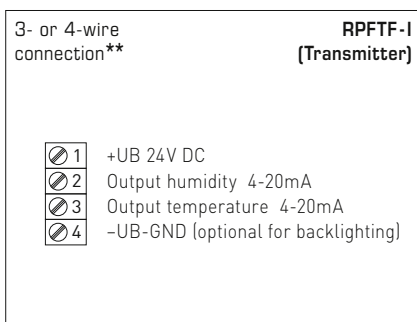 3- or 4-wire
connection**
RPFTF-I
(Transmitter)
1 +UB 24V DC
2 Output humidity 4-20mA
3 Output temperature 4-20mA
4 –UB-GND (optional for backlighting)